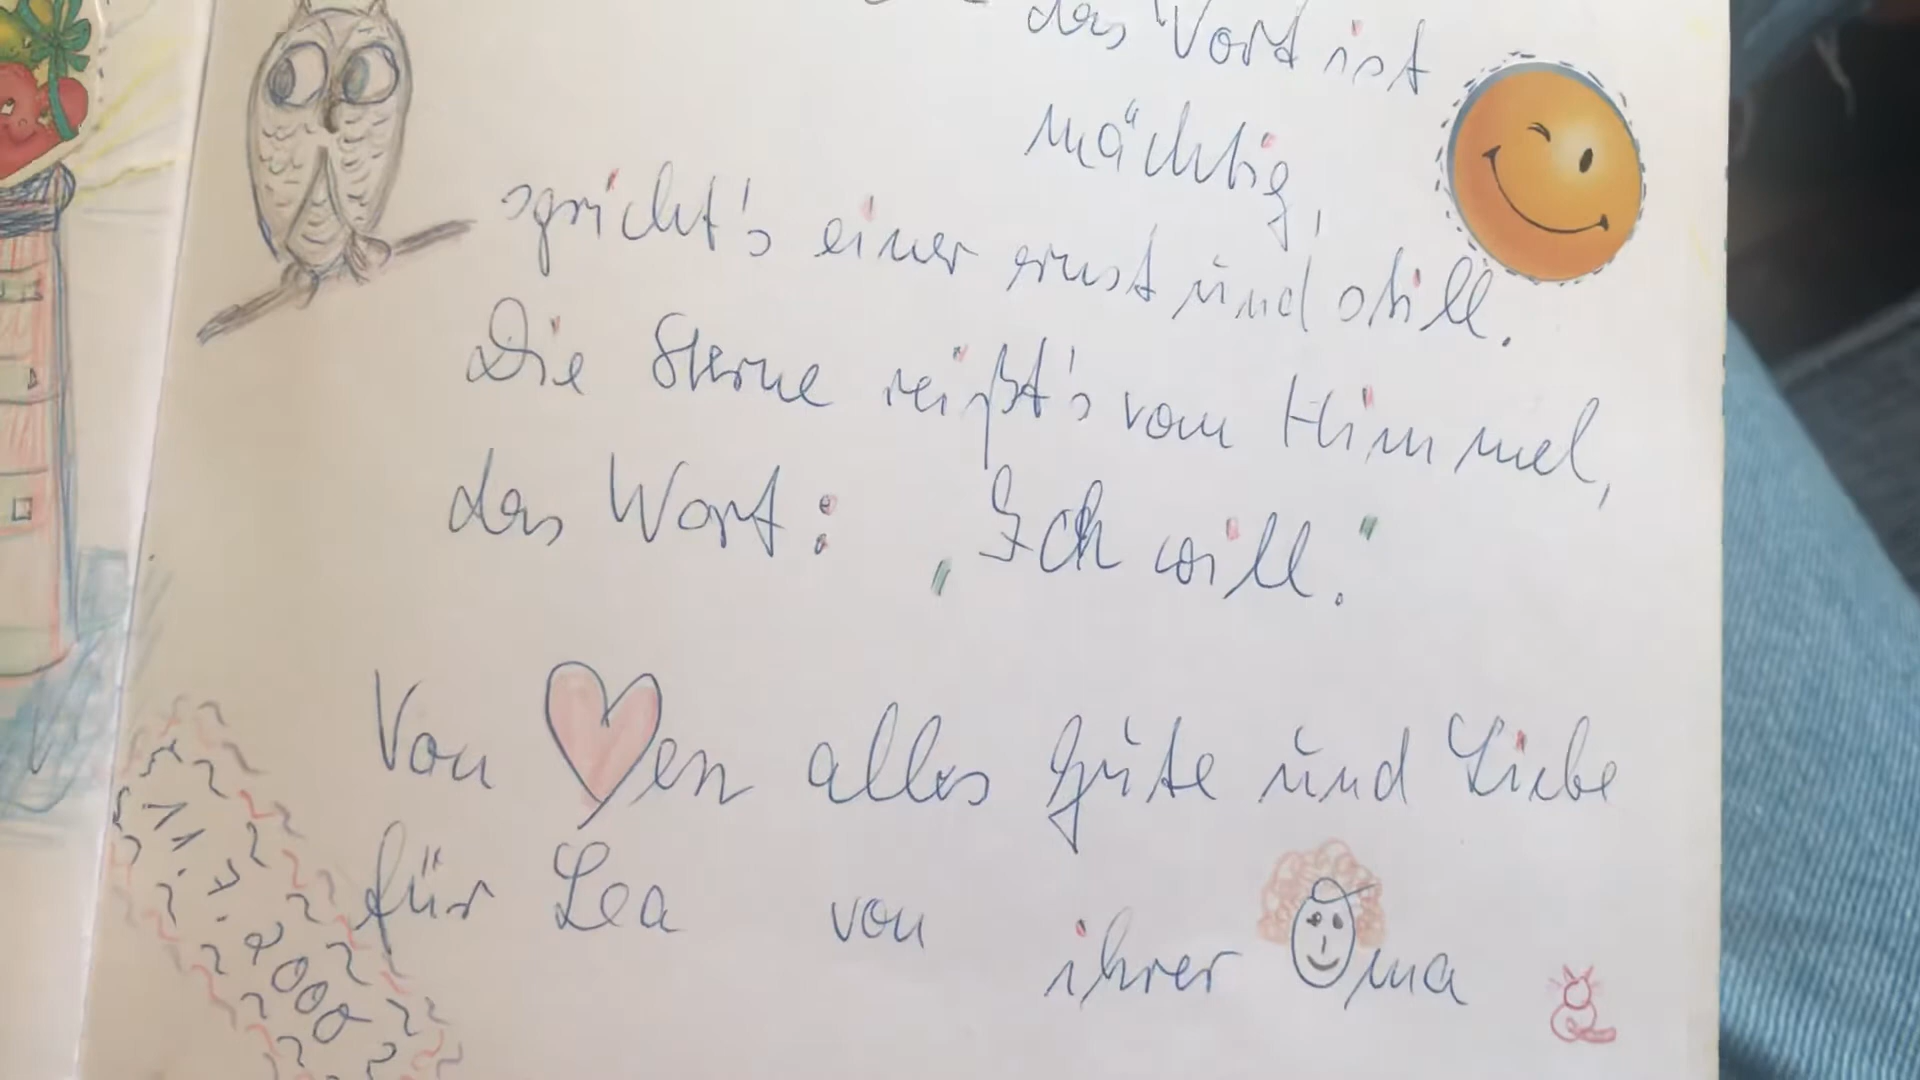 das Wort ist
mächtig,
spricht's einer ernst und still.
Die Sterne reißt's vom Himmel,
das Wort: „Ich will."
Von ♥en alles Gute und Liebe
für Lea von ihrer Oma
2000